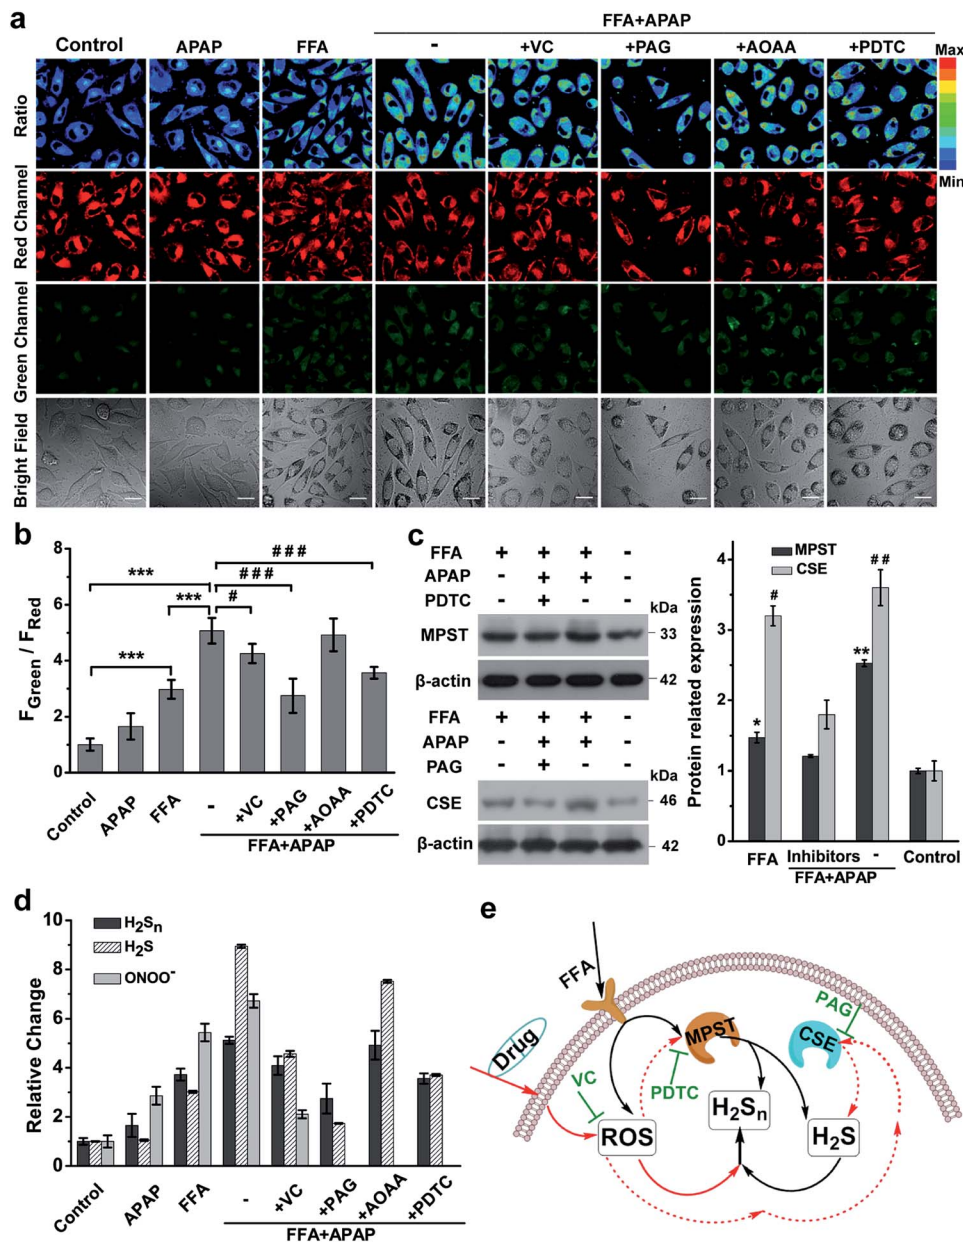 a
FFA+APAP
Control APAP FFA - +VC +PAG +AOAA +PDTC
Max
Ratio
Min
Red Channel
Green Channel
Bright Field
b
8
6
4
2
0
F_Green / F_Red
*** *** *** # ### ###
Control APAP FFA - +VC +PAG +AOAA +PDTC
FFA+APAP
c
FFA + + + -
APAP - + + -
PDTC - + - -
kDa
MPST 33
β-actin 42
FFA + + + -
APAP - + + -
PAG - + - -
kDa
CSE 46
β-actin 42
MPST
CSE
4
3
2
1
0
Protein related expression
* # ** ##
FFA Inhibitors - Control
FFA+APAP
d
H₂Sₙ
H₂S
ONOO⁻
10
8
6
4
2
0
Relative Change
Control APAP FFA - +VC +PAG +AOAA +PDTC
FFA+APAP
e
FFA
Drug
MPST
PAG
CSE
VC
PDTC
ROS
H₂Sₙ
H₂S